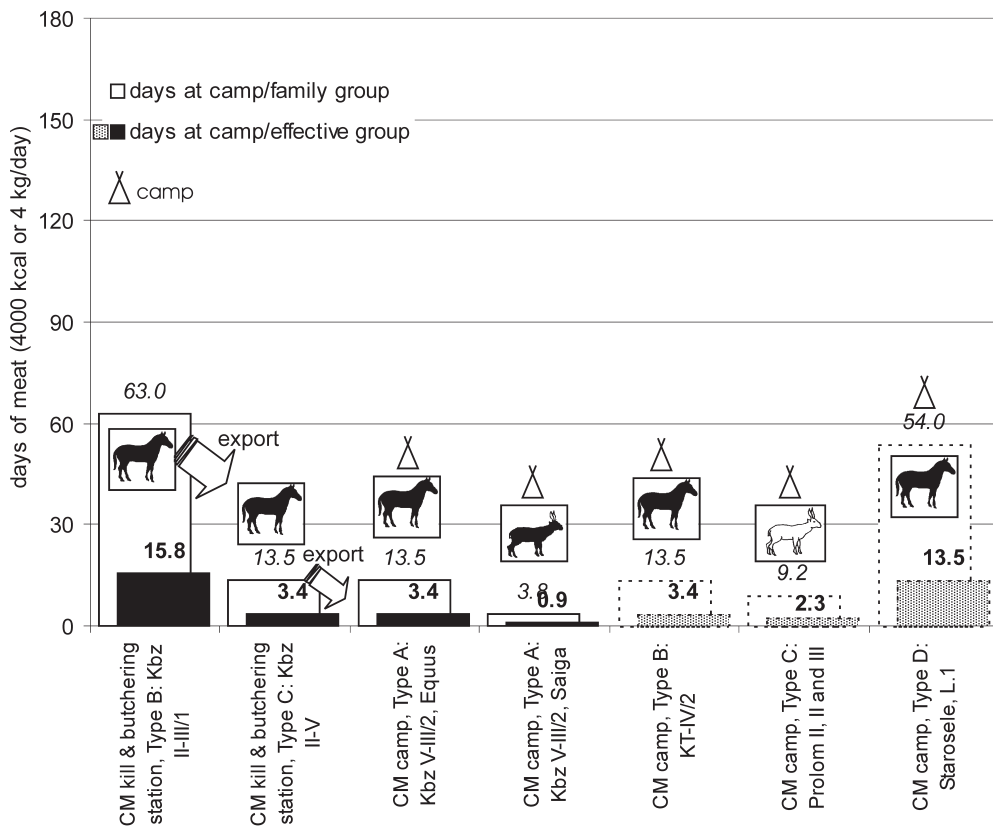 days of meat (4000 kcal or 4 kg/day)
180
150
120
90
60
30
0
days at camp/family group
days at camp/effective group
camp
63.0
15.8
export
13.5
3.4
export
13.5
3.4
3.8
0.9
13.5
3.4
9.2
2.3
54.0
13.5
CM kill & butchering
station, Type B: Kbz
II-III/1
CM kill & butchering
station, Type C: Kbz
II-V
CM camp, Type A:
Kbz V-III/2, Equus
CM camp, Type A:
Kbz V-III/2, Saiga
CM camp, Type B:
KT-IV/2
CM camp, Type C:
Prolom II, II and III
CM camp, Type D:
Starosele, L.1